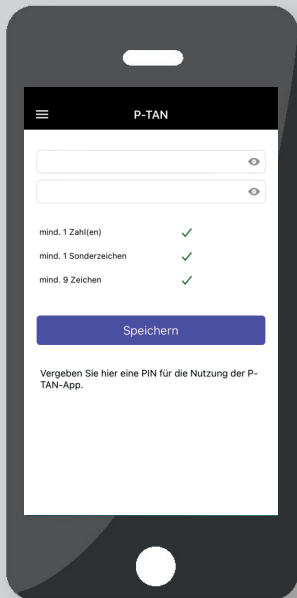 P-TAN
mind. 1 Zahl(en)
mind. 1 Sonderzeichen
mind. 9 Zeichen
Speichern
Vergeben Sie hier eine PIN für die Nutzung der P-
TAN-App.